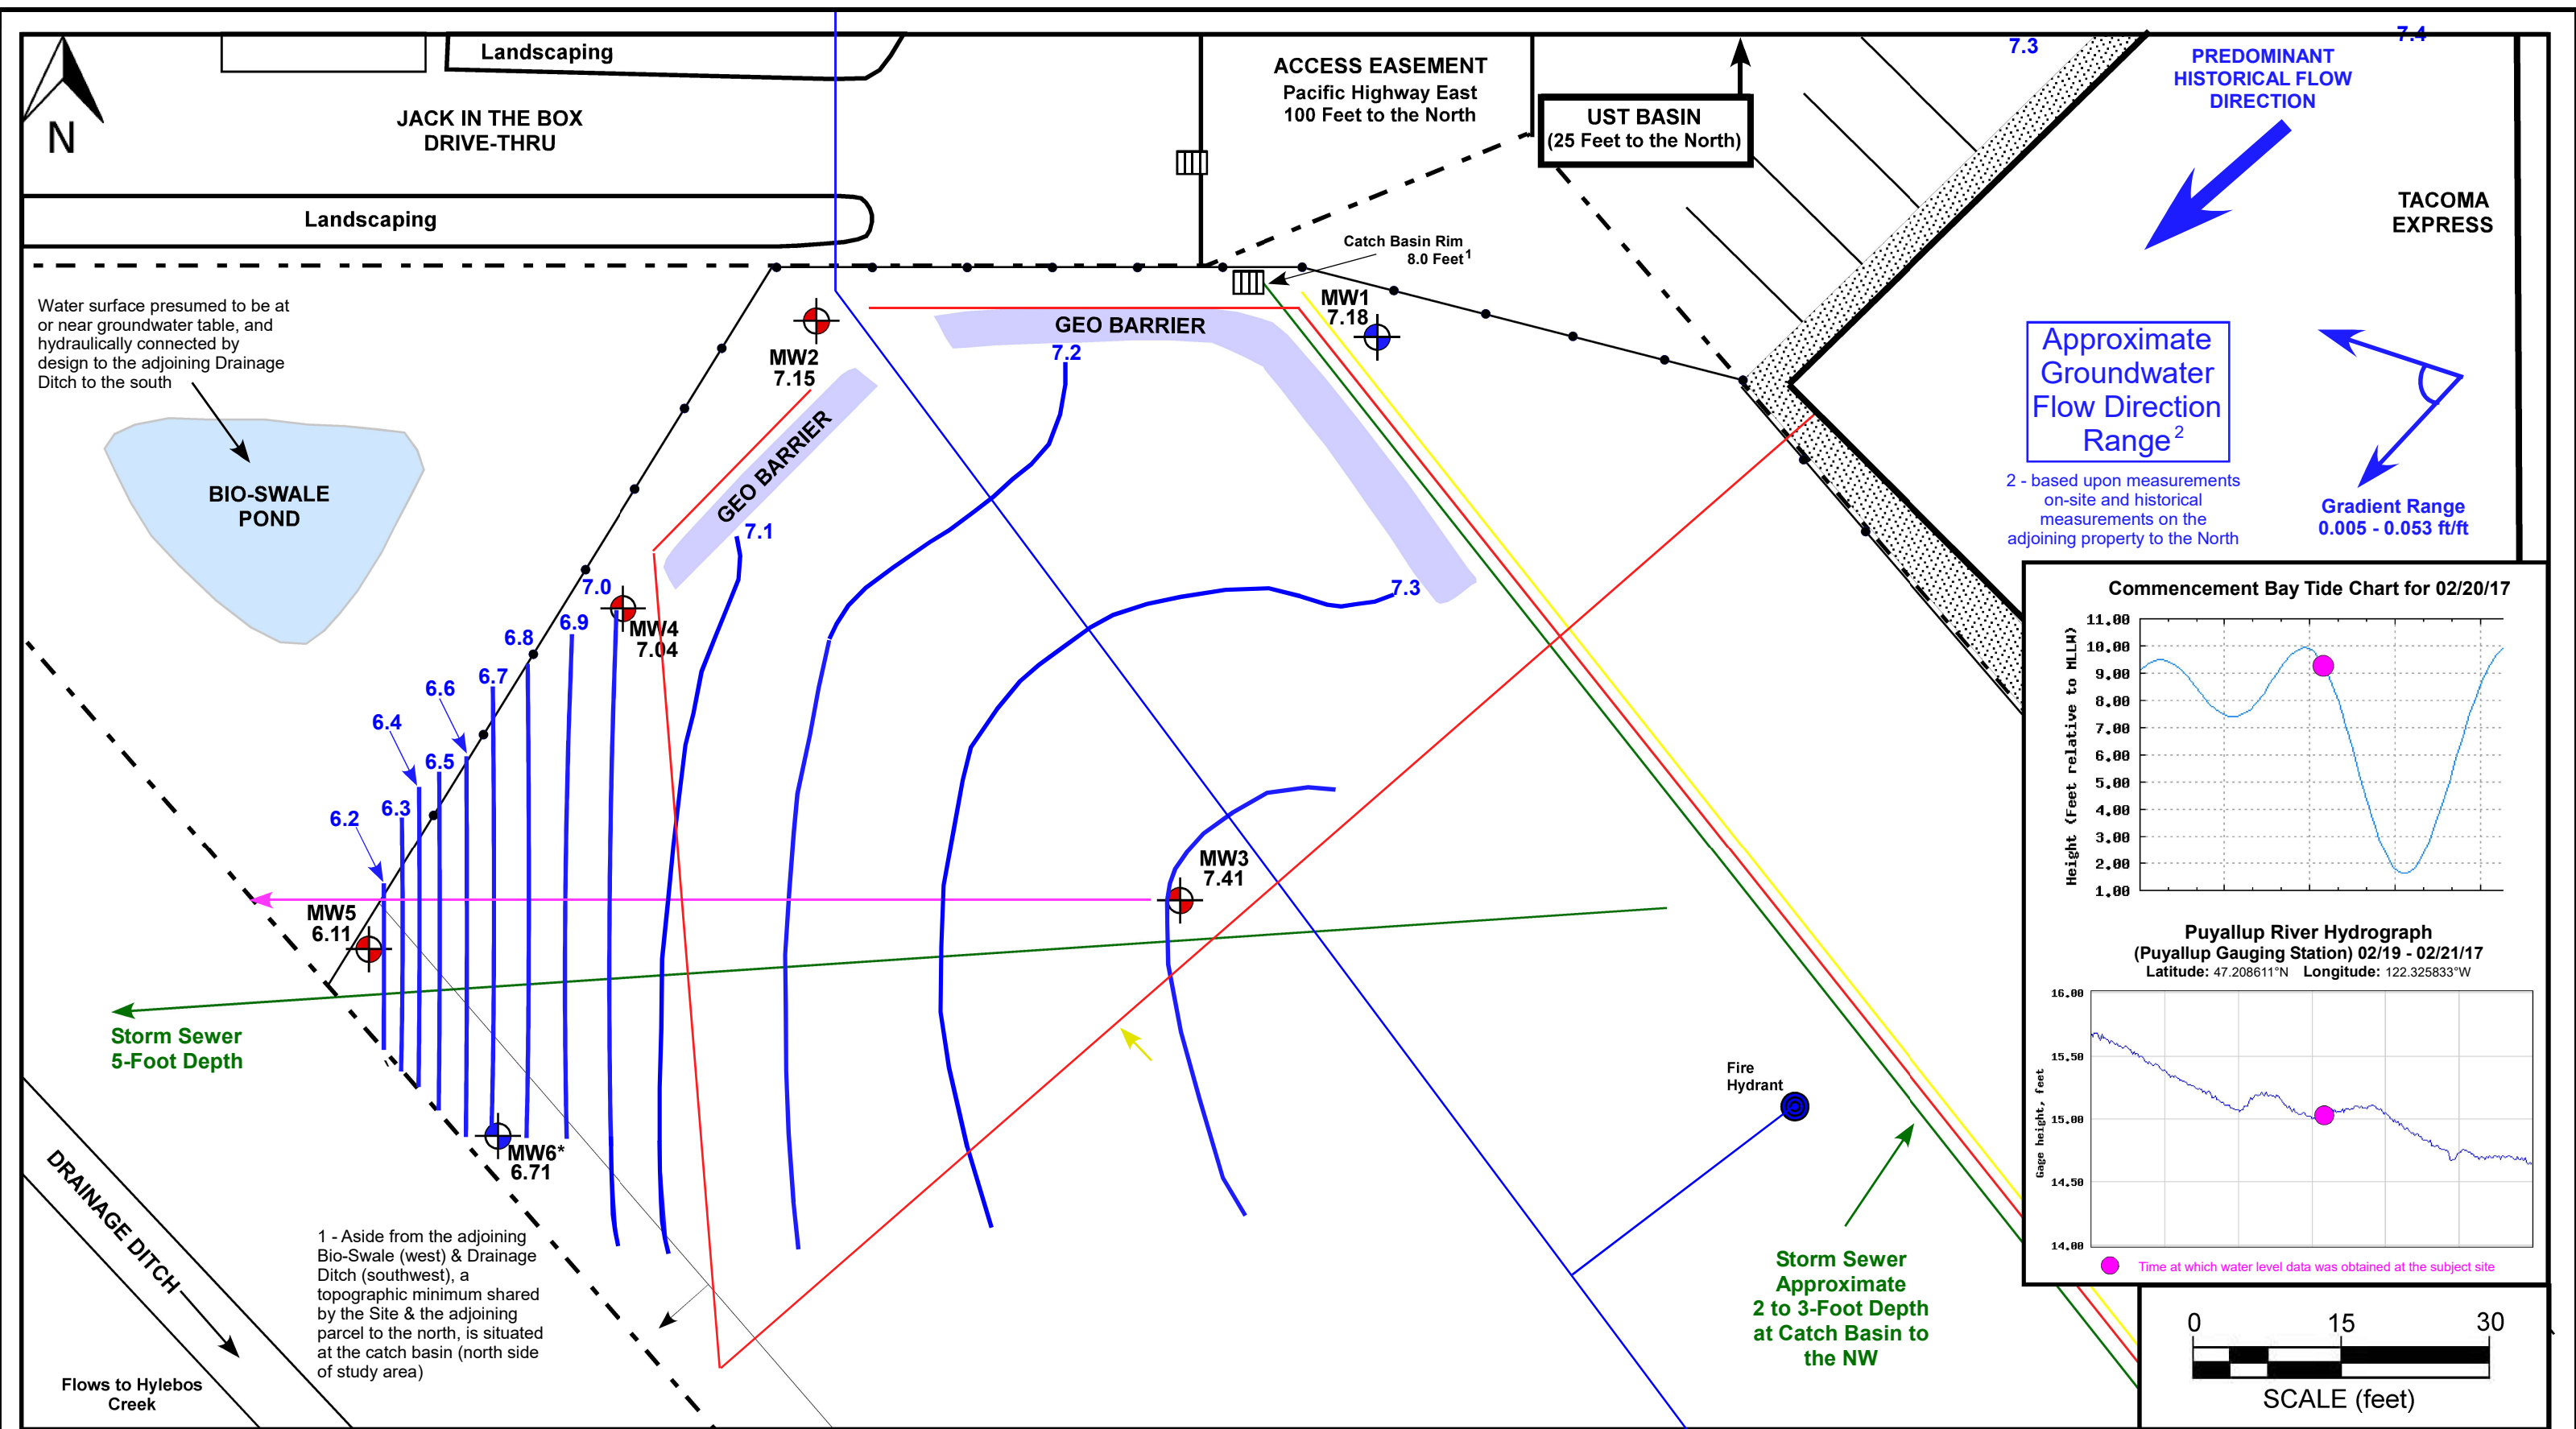 Landscaping
JACK IN THE BOX
DRIVE-THRU
N
Landscaping
ACCESS EASEMENT
Pacific Highway East
100 Feet to the North
UST BASIN
(25 Feet to the North)
7.3
7.4
PREDOMINANT
HISTORICAL FLOW
DIRECTION
TACOMA
EXPRESS
Catch Basin Rim
8.0 Feet1
Water surface presumed to be at
or near groundwater table, and
hydraulically connected by
design to the adjoining Drainage
Ditch to the south
BIO-SWALE
POND
MW1
7.18
GEO BARRIER
MW2
7.15
7.2
GEO BARRIER
7.1
7.3
Approximate
Groundwater
Flow Direction
Range2
2 - based upon measurements
on-site and historical
measurements on the
adjoining property to the North
Gradient Range
0.005 - 0.053 ft/ft
7.0
MW4
7.04
6.9
6.8
6.7
6.6
6.4
6.5
6.3
6.2
MW3
7.41
MW5
6.11
Storm Sewer
5-Foot Depth
MW6*
6.71
DRAINAGE DITCH
Flows to Hylebos
Creek
1 - Aside from the adjoining
Bio-Swale (west) & Drainage
Ditch (southwest), a
topographic minimum shared
by the Site & the adjoining
parcel to the north, is situated
at the catch basin (north side
of study area)
Fire
Hydrant
Storm Sewer
Approximate
2 to 3-Foot Depth
at Catch Basin to
the NW
Commencement Bay Tide Chart for 02/20/17
Height (Feet relative to MLLW)
11.00
10.00
9.00
8.00
7.00
6.00
5.00
4.00
3.00
2.00
1.00
Puyallup River Hydrograph
(Puyallup Gauging Station) 02/19 - 02/21/17
Latitude: 47.208611°N Longitude: 122.325833°W
Gage height, feet
16.00
15.50
15.00
14.50
14.00
Time at which water level data was obtained at the subject site
0 15 30
SCALE (feet)